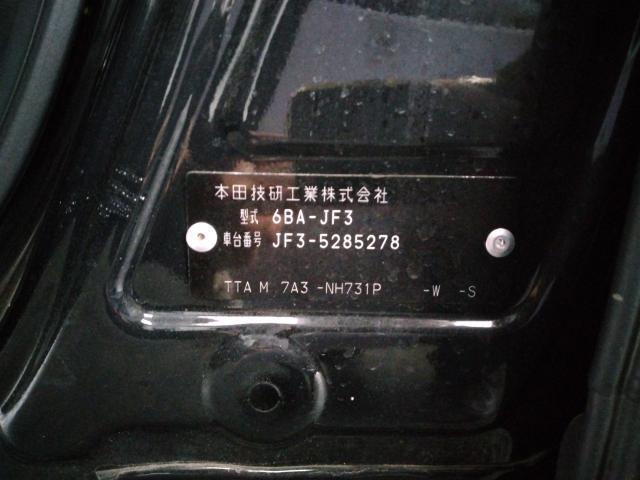 本田技研工業株式会社
型式 6BA-JF3
車台番号 JF3-5285278
TTA M 7A3 -NH731P -W -S